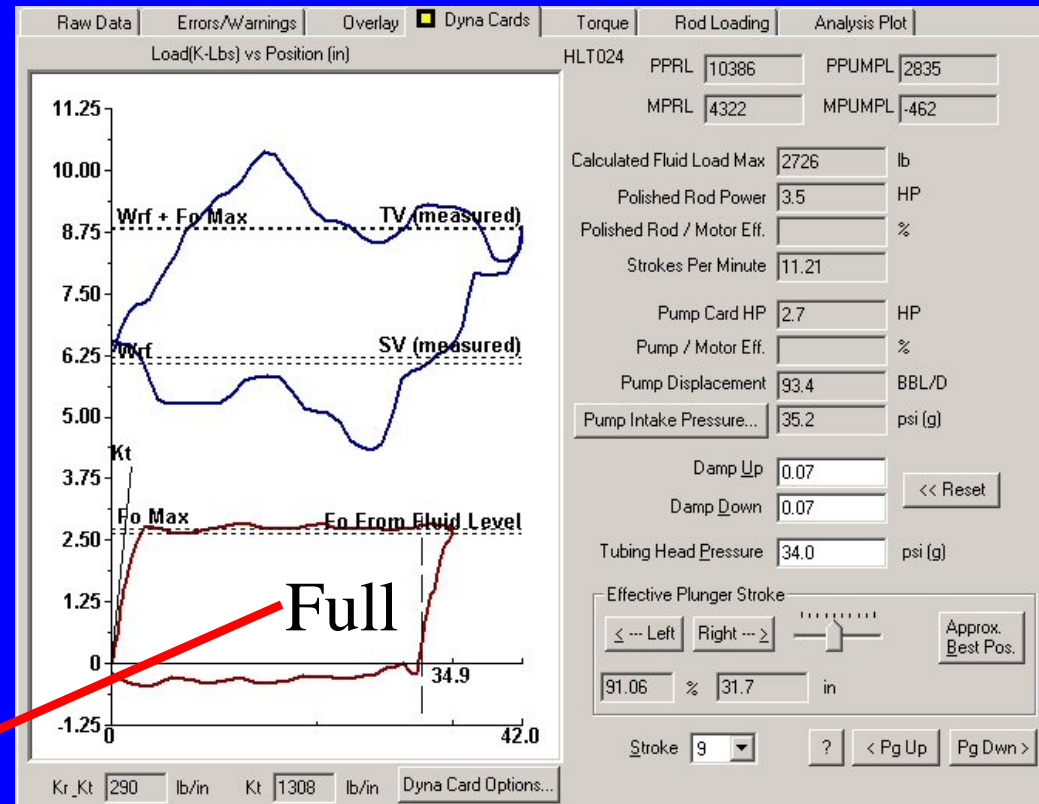 Raw Data Errors/Warnings Overlay Dyna Cards Torque Rod Loading Analysis Plot
Load(K-Lbs) vs Position (in)
11.25
10.00
8.75
7.50
6.25
5.00
3.75
2.50
1.25
0
-1.25
Wrf + Fo Max TV (measured)
Wrf SV (measured)
Kt
Fo Max Fo From Fluid Level
Full
34.9
0 42.0
Kr_Kt 290 lb/in Kt 1308 lb/in Dyna Card Options...
HLT024 PPRL 10386 PPUMPL 2835
MPRL 4322 MPUMPL -462
Calculated Fluid Load Max 2726 lb
Polished Rod Power 3.5 HP
Polished Rod / Motor Eff. %
Strokes Per Minute 11.21
Pump Card HP 2.7 HP
Pump / Motor Eff. %
Pump Displacement 93.4 BBL/D
Pump Intake Pressure... 35.2 psi (g)
Damp Up 0.07
<< Reset
Damp Down 0.07
Tubing Head Pressure 34.0 psi (g)
Effective Plunger Stroke
< --- Left Right --- > Approx.
Best Pos.
91.06 % 31.7 in
Stroke 9 ? < Pg Up Pg Dwn >